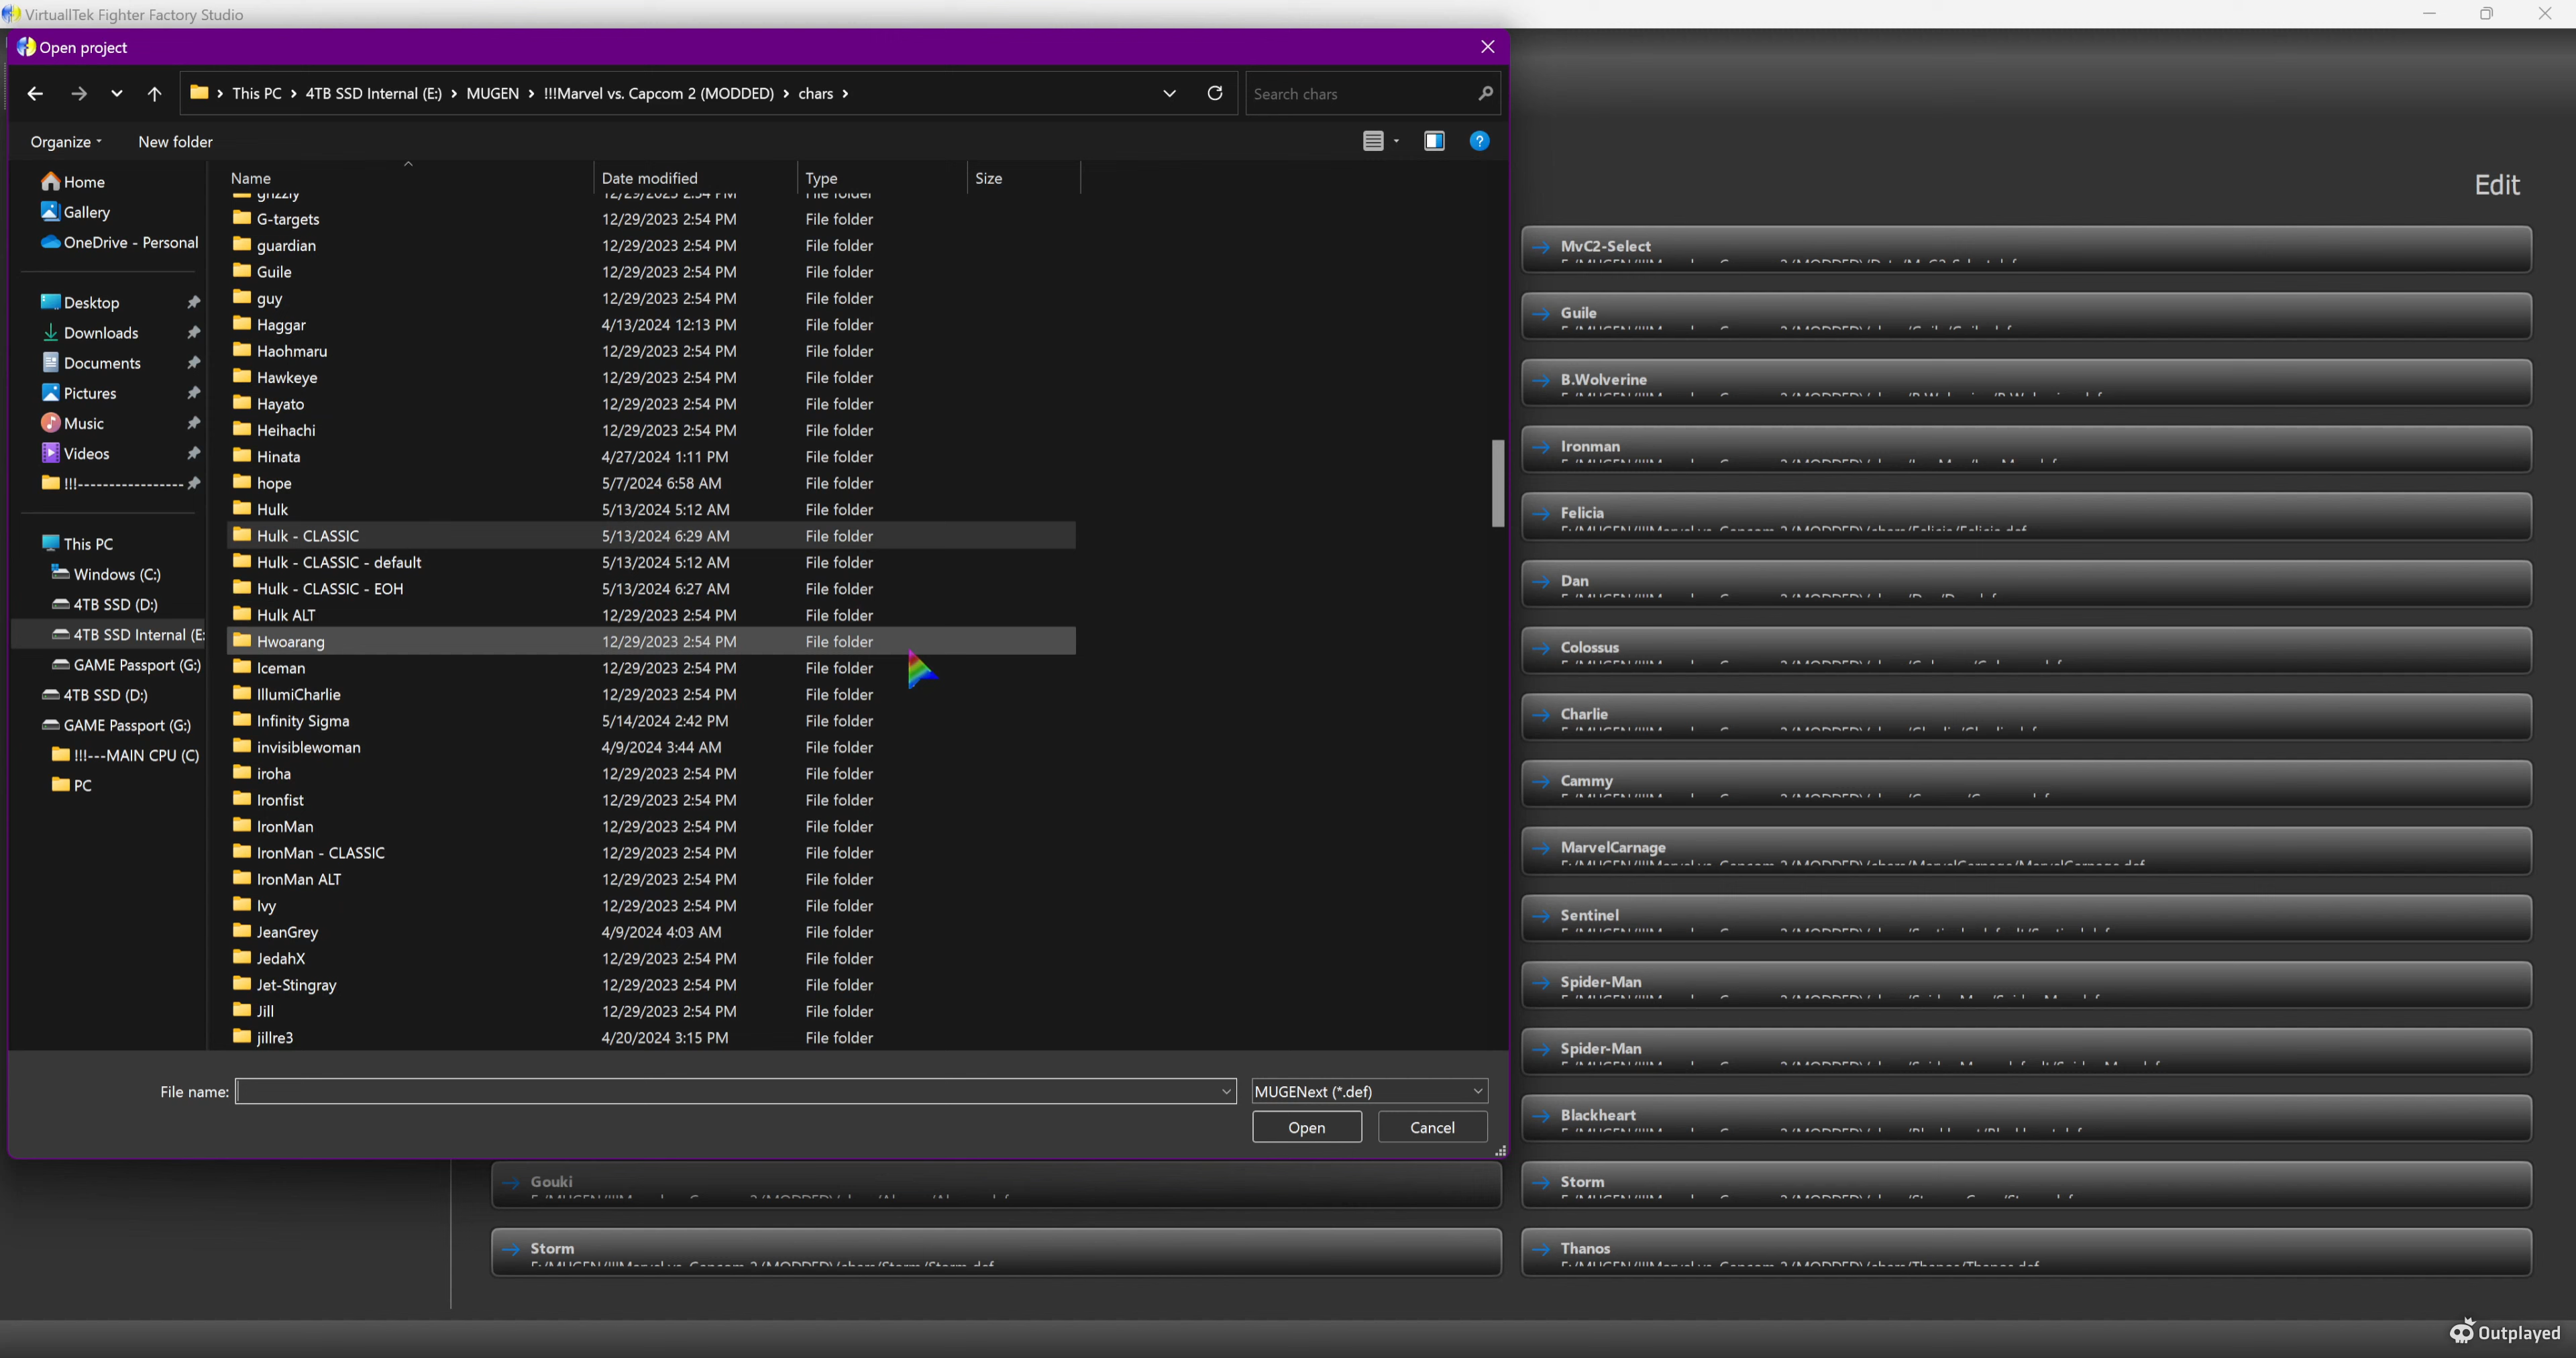 VirtuallTek Fighter Factory Studio
Open project
This PC > 4TB SSD Internal (E:) > MUGEN > !!!Marvel vs. Capcom 2 (MODDED) > chars >
Search chars
Organize
New folder
Name Date modified Type Size
grizzly 12/29/2023 2:54 PM File folder
G-targets 12/29/2023 2:54 PM File folder
guardian 12/29/2023 2:54 PM File folder
Guile 12/29/2023 2:54 PM File folder
guy 12/29/2023 2:54 PM File folder
Haggar 4/13/2024 12:13 PM File folder
Haohmaru 12/29/2023 2:54 PM File folder
Hawkeye 12/29/2023 2:54 PM File folder
Hayato 12/29/2023 2:54 PM File folder
Heihachi 12/29/2023 2:54 PM File folder
Hinata 4/27/2024 1:11 PM File folder
hope 5/7/2024 6:58 AM File folder
Hulk 5/13/2024 5:12 AM File folder
Hulk - CLASSIC 5/13/2024 6:29 AM File folder
Hulk - CLASSIC - default 5/13/2024 5:12 AM File folder
Hulk - CLASSIC - EOH 5/13/2024 6:27 AM File folder
Hulk ALT 12/29/2023 2:54 PM File folder
Hwoarang 12/29/2023 2:54 PM File folder
Iceman 12/29/2023 2:54 PM File folder
IllumiCharlie 12/29/2023 2:54 PM File folder
Infinity Sigma 5/14/2024 2:42 PM File folder
invisiblewoman 4/9/2024 3:44 AM File folder
iroha 12/29/2023 2:54 PM File folder
Ironfist 12/29/2023 2:54 PM File folder
IronMan 12/29/2023 2:54 PM File folder
IronMan - CLASSIC 12/29/2023 2:54 PM File folder
IronMan ALT 12/29/2023 2:54 PM File folder
Ivy 12/29/2023 2:54 PM File folder
JeanGrey 4/9/2024 4:03 AM File folder
JedahX 12/29/2023 2:54 PM File folder
Jet-Stingray 12/29/2023 2:54 PM File folder
Jill 12/29/2023 2:54 PM File folder
jillre3 4/20/2024 3:15 PM File folder
Home
Gallery
OneDrive - Personal
Desktop
Downloads
Documents
Pictures
Music
Videos
!!!-----------------
This PC
Windows (C:)
4TB SSD (D:)
4TB SSD Internal (E:
GAME Passport (G:)
4TB SSD (D:)
GAME Passport (G:)
!!!---MAIN CPU (C)
PC
File name:
MUGENext (*.def)
Open
Cancel
Gouki
Storm
Edit
MvC2-Select
Guile
B.Wolverine
Ironman
Felicia
Dan
Colossus
Charlie
Cammy
MarvelCarnage
Sentinel
Spider-Man
Spider-Man
Blackheart
Storm
Thanos
Outplayed